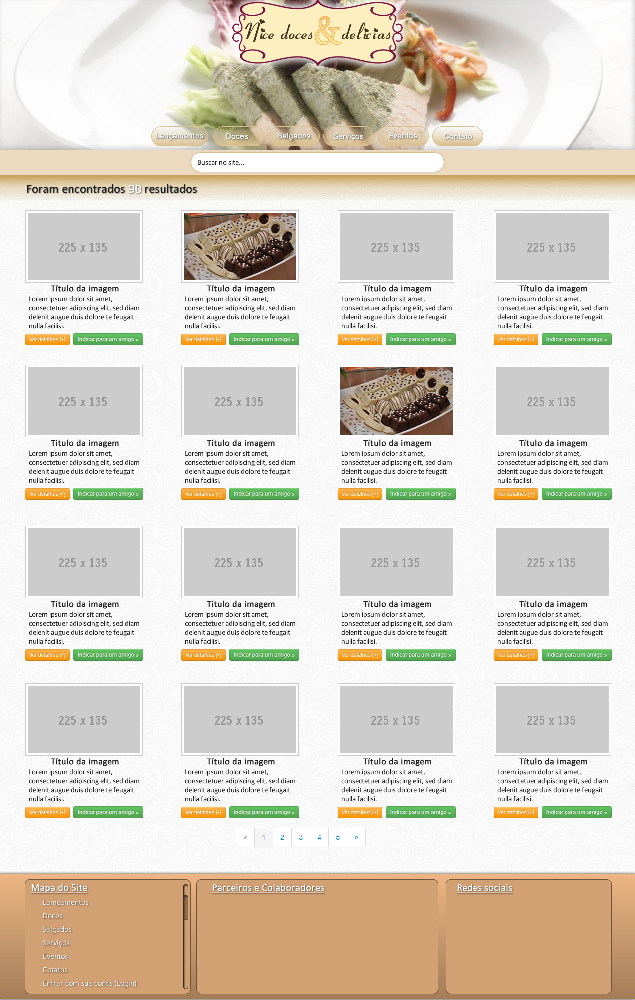 Nice doces & delicias
Lançamentos Doces Salgados Serviços Eventos Contato
Buscar no site...
Foram encontrados 90 resultados
225 x 135 225 x 135 225 x 135
Título da imagem Título da imagem Título da imagem Título da imagem
Lorem ipsum dolor sit amet, Lorem ipsum dolor sit amet, Lorem ipsum dolor sit amet, Lorem ipsum dolor sit amet,
consectetuer adipiscing elit, sed diam consectetuer adipiscing elit, sed diam consectetuer adipiscing elit, sed diam consectetuer adipiscing elit, sed diam
delenit augue duis dolore te feugait delenit augue duis dolore te feugait delenit augue duis dolore te feugait delenit augue duis dolore te feugait
nulla facilisi. nulla facilisi. nulla facilisi. nulla facilisi.
Ver detalhes [+] Indicar para um amigo » Ver detalhes [+] Indicar para um amigo » Ver detalhes [+] Indicar para um amigo » Ver detalhes [+] Indicar para um amigo »
225 x 135 225 x 135 225 x 135
Título da imagem Título da imagem Título da imagem Título da imagem
Lorem ipsum dolor sit amet, Lorem ipsum dolor sit amet, Lorem ipsum dolor sit amet, Lorem ipsum dolor sit amet,
consectetuer adipiscing elit, sed diam consectetuer adipiscing elit, sed diam consectetuer adipiscing elit, sed diam consectetuer adipiscing elit, sed diam
delenit augue duis dolore te feugait delenit augue duis dolore te feugait delenit augue duis dolore te feugait delenit augue duis dolore te feugait
nulla facilisi. nulla facilisi. nulla facilisi. nulla facilisi.
Ver detalhes [+] Indicar para um amigo » Ver detalhes [+] Indicar para um amigo » Ver detalhes [+] Indicar para um amigo » Ver detalhes [+] Indicar para um amigo »
225 x 135 225 x 135 225 x 135 225 x 135
Título da imagem Título da imagem Título da imagem Título da imagem
Lorem ipsum dolor sit amet, Lorem ipsum dolor sit amet, Lorem ipsum dolor sit amet, Lorem ipsum dolor sit amet,
consectetuer adipiscing elit, sed diam consectetuer adipiscing elit, sed diam consectetuer adipiscing elit, sed diam consectetuer adipiscing elit, sed diam
delenit augue duis dolore te feugait delenit augue duis dolore te feugait delenit augue duis dolore te feugait delenit augue duis dolore te feugait
nulla facilisi. nulla facilisi. nulla facilisi. nulla facilisi.
Ver detalhes [+] Indicar para um amigo » Ver detalhes [+] Indicar para um amigo » Ver detalhes [+] Indicar para um amigo » Ver detalhes [+] Indicar para um amigo »
225 x 135 225 x 135 225 x 135 225 x 135
Título da imagem Título da imagem Título da imagem Título da imagem
Lorem ipsum dolor sit amet, Lorem ipsum dolor sit amet, Lorem ipsum dolor sit amet, Lorem ipsum dolor sit amet,
consectetuer adipiscing elit, sed diam consectetuer adipiscing elit, sed diam consectetuer adipiscing elit, sed diam consectetuer adipiscing elit, sed diam
delenit augue duis dolore te feugait delenit augue duis dolore te feugait delenit augue duis dolore te feugait delenit augue duis dolore te feugait
nulla facilisi. nulla facilisi. nulla facilisi. nulla facilisi.
Ver detalhes [+] Indicar para um amigo » Ver detalhes [+] Indicar para um amigo » Ver detalhes [+] Indicar para um amigo » Ver detalhes [+] Indicar para um amigo »
« 1 2 3 4 5 »
Mapa do Site
Lamçamentos
Doces
Salgados
Serviços
Eventos
Cotatos
Entrar com sua conta (Login)
Parceiros e Colaboradores
Redes sociais